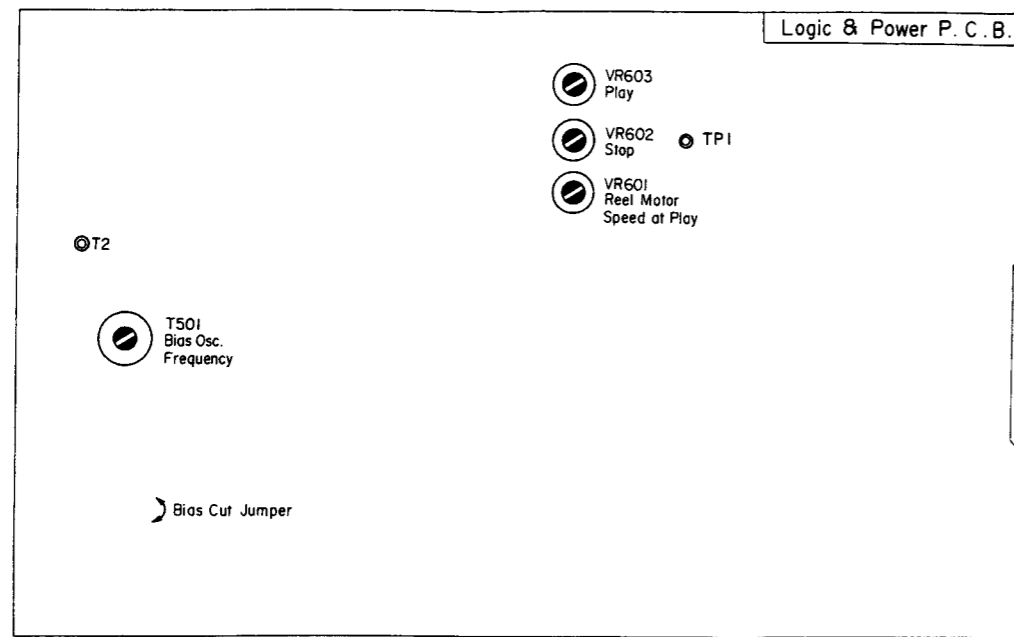 Logic & Power P. C. B.
VR603
Play
VR602
Stop
TP1
VR601
Reel Motor
Speed at Play
T2
T501
Bias Osc.
Frequency
Bias Cut Jumper